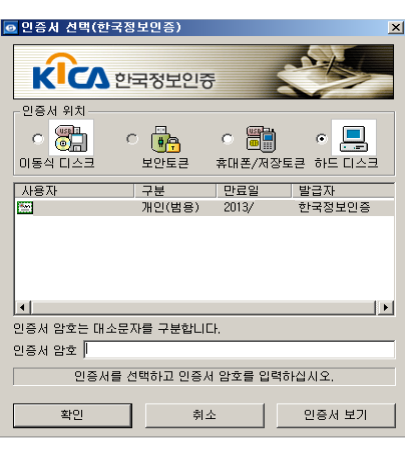 인증서 선택(한국정보인증)
KICA 한국정보인증
인증서 위치
이동식 디스크 보안토큰 휴대폰/저장토큰 하드 디스크
사용자 구분 만료일 발급자
개인(범용) 2013/ 한국정보인증
인증서 암호는 대소문자를 구분합니다.
인증서 암호
인증서를 선택하고 인증서 암호를 입력하십시오.
확인 취소 인증서 보기